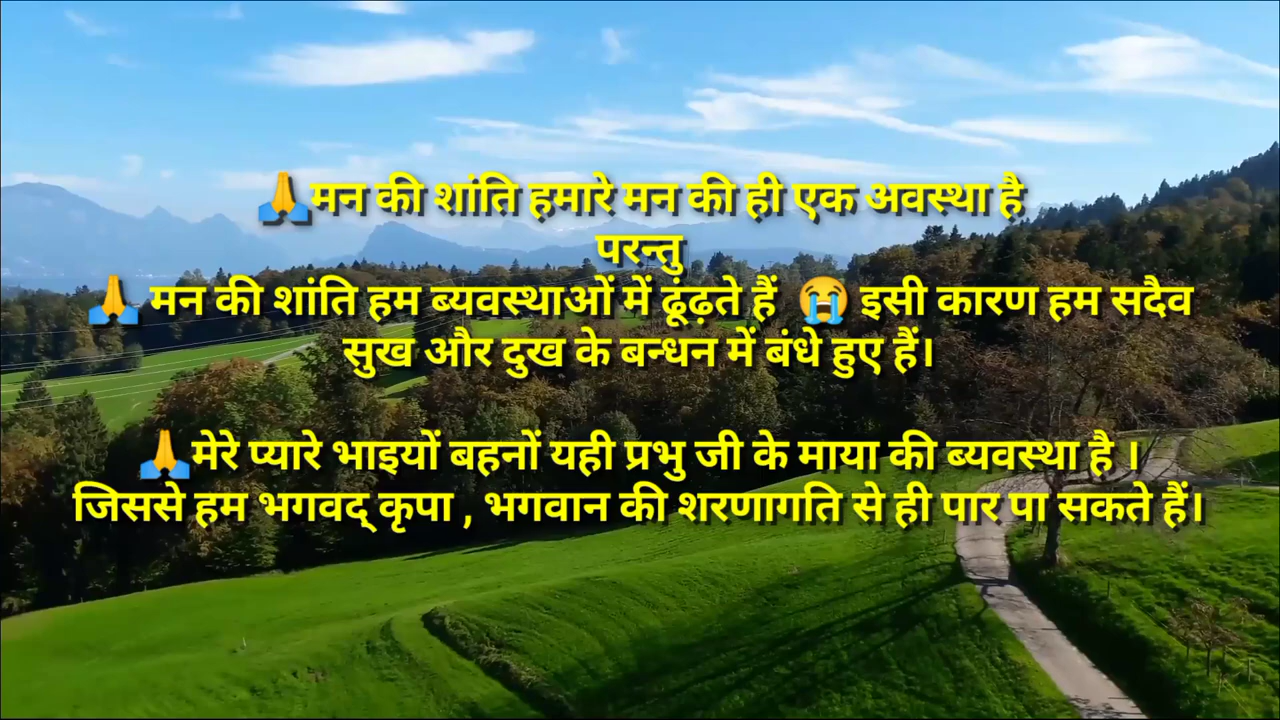 🙏मन की शांति हमारे मन की ही एक अवस्था है
परन्तु
🙏 मन की शांति हम ब्यवस्थाओं में ढूंढ़ते हैं 😭 इसी कारण हम सदैव
सुख और दुख के बन्धन में बंधे हुए हैं।
🙏मेरे प्यारे भाइयों बहनों यही प्रभु जी के माया की ब्यवस्था है ।
जिससे हम भगवद् कृपा , भगवान की शरणागति से ही पार पा सकते हैं।